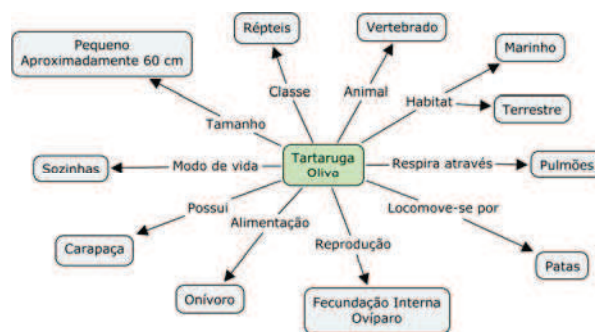 Pequeno
Aproximadamente 60 cm
Répteis
Vertebrado
Marinho
Classe
Animal
Habitat
Terrestre
Tamanho
Sozinhas
Modo de vida
Tartaruga
Oliva
Respira através
Pulmões
Possui
Alimentação
Locomove-se por
Carapaça
Reprodução
Patas
Onívoro
Fecundação Interna
Ovíparo